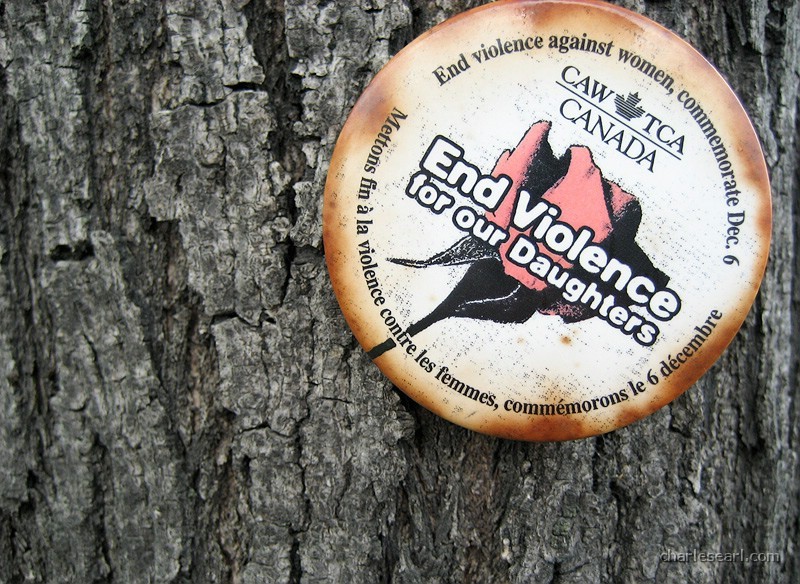 End violence against women, commemorate Dec. 6
CAW TCA
CANADA
End Violence
for our Daughters
Mettons fin à la violence contre les femmes, commémorons le 6 décembre
charlesearl.com